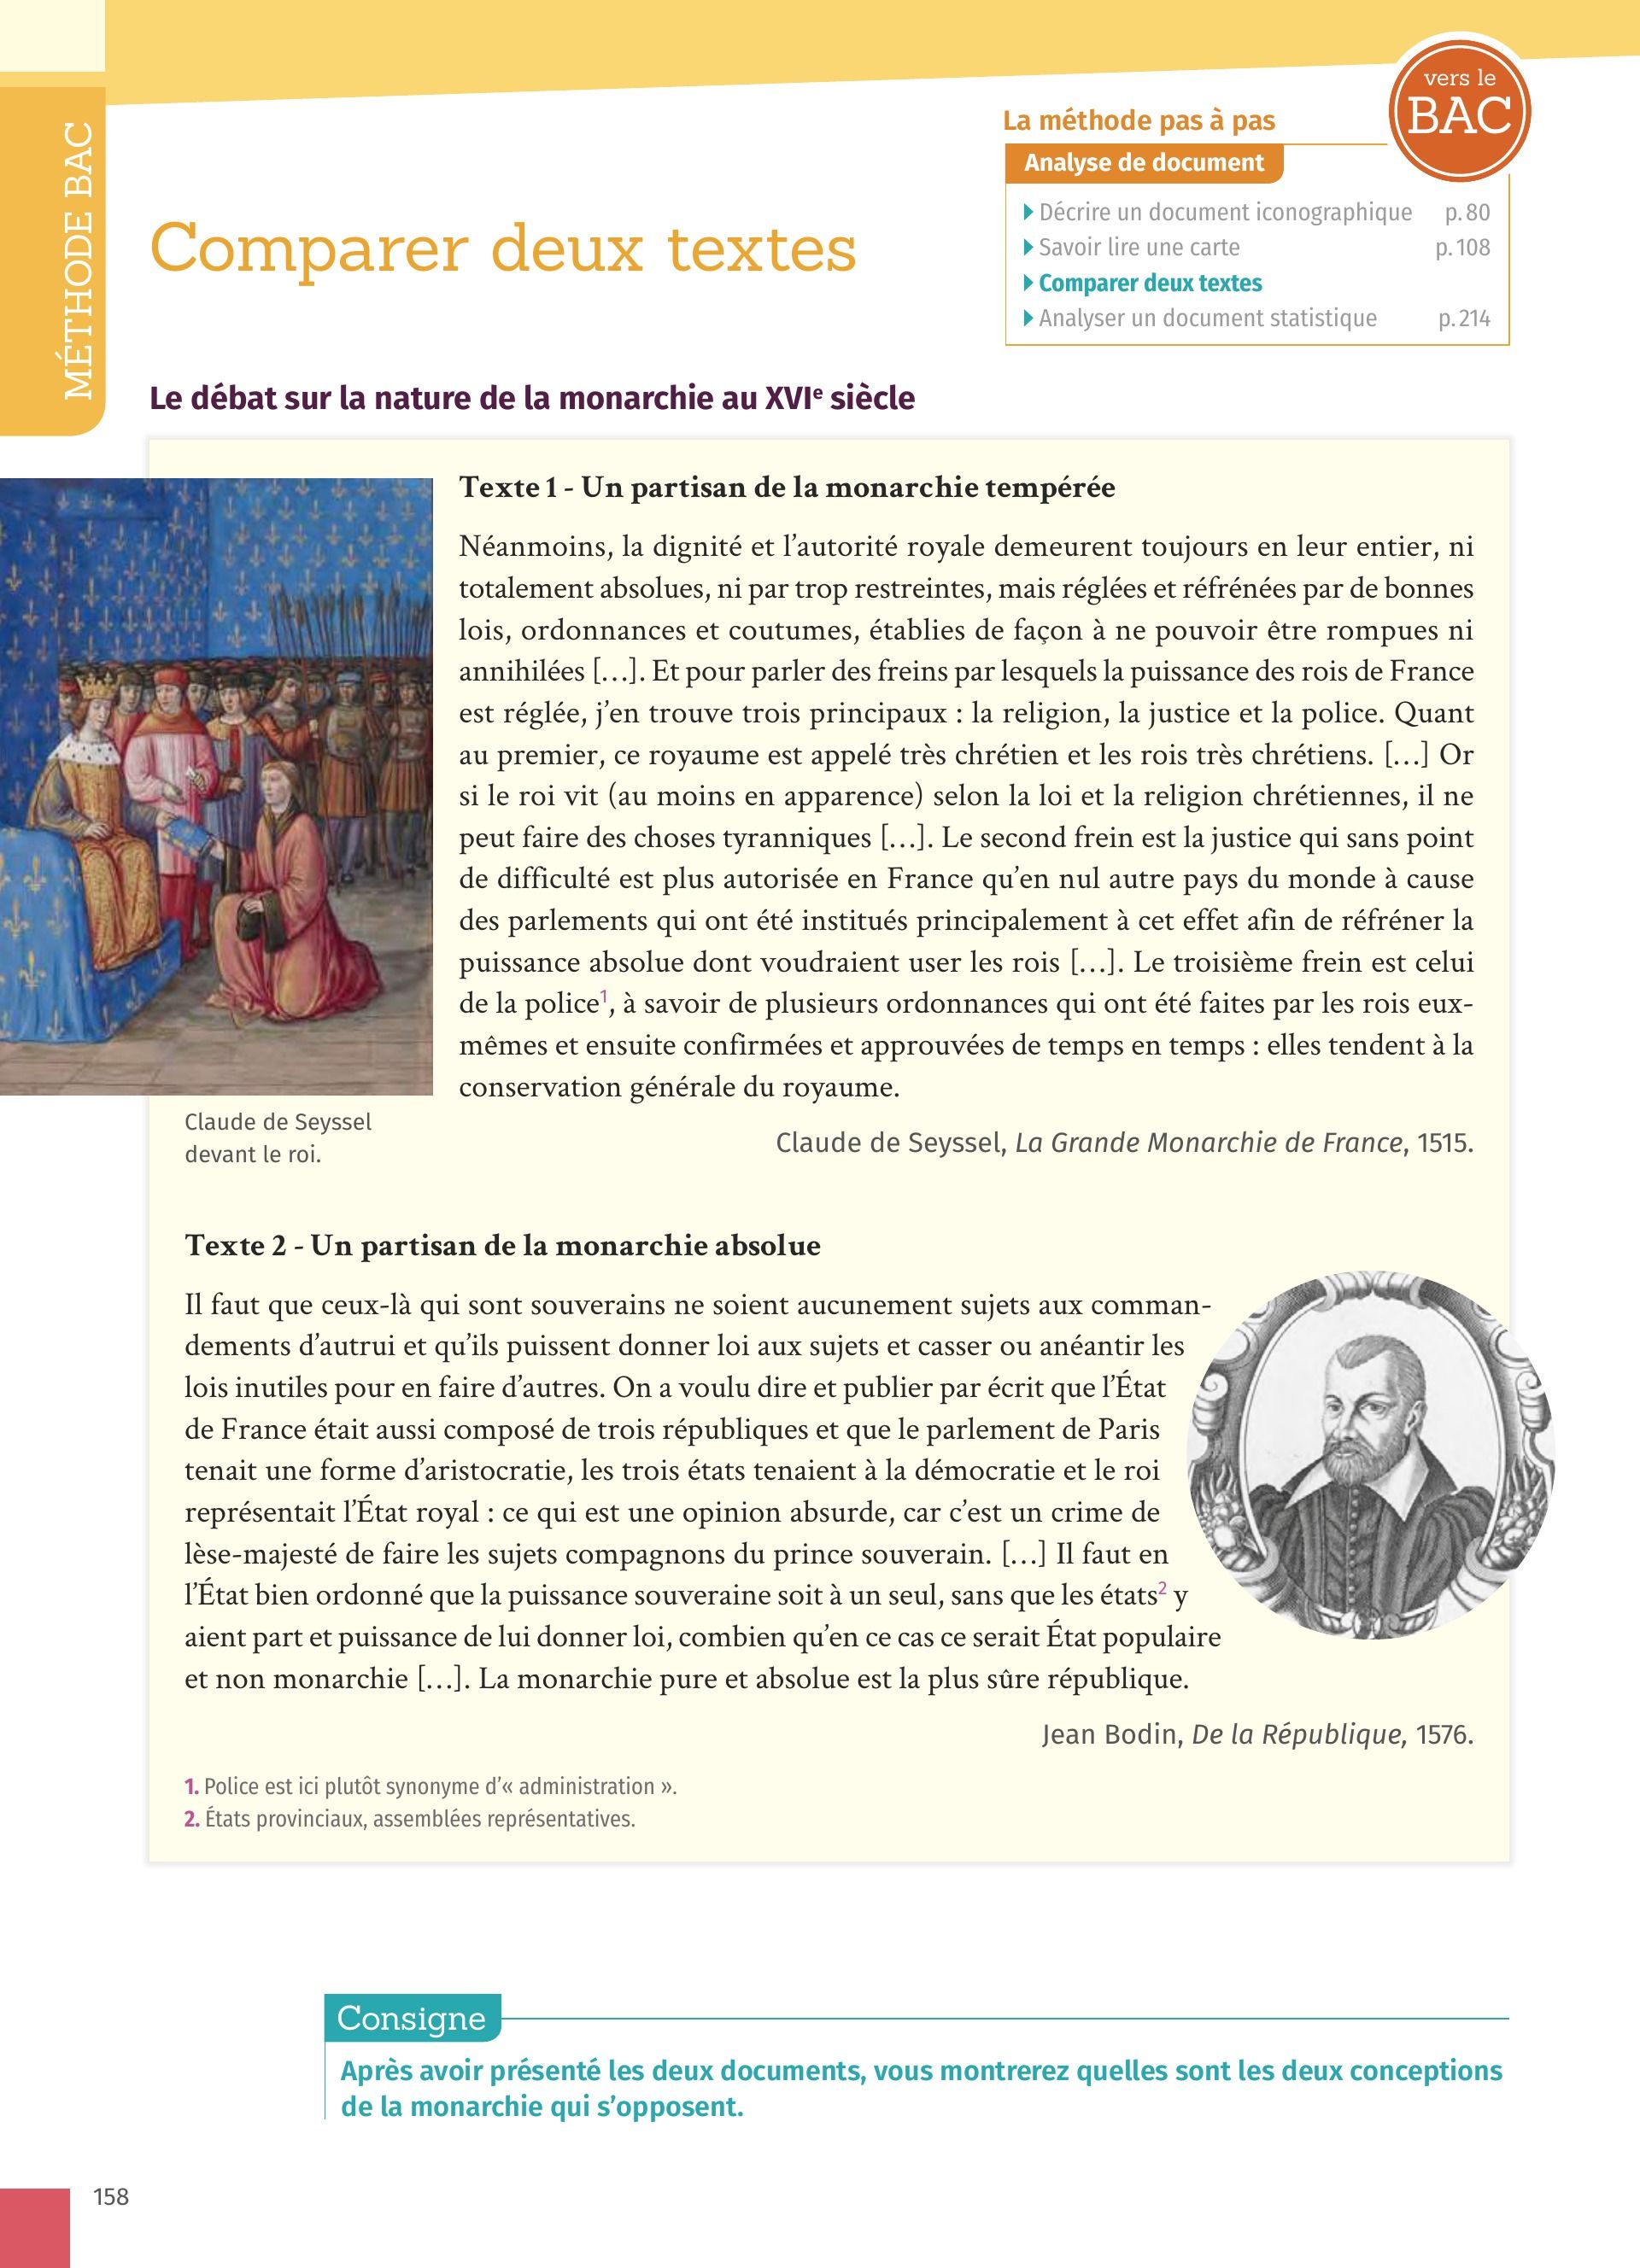 MÉTHODE BAC
vers le
BAC
La méthode pas à pas
Analyse de document
Décrire un document iconographique p. 80
Savoir lire une carte p. 108
Comparer deux textes
Analyser un document statistique p. 214
Comparer deux textes
Le débat sur la nature de la monarchie au XVIe siècle
Texte 1 - Un partisan de la monarchie tempérée
Néanmoins, la dignité et l’autorité royale demeurent toujours en leur entier, ni
totalement absolues, ni par trop restreintes, mais réglées et réfrénées par de bonnes
lois, ordonnances et coutumes, établies de façon à ne pouvoir être rompues ni
annihilées […]. Et pour parler des freins par lesquels la puissance des rois de France
est réglée, j’en trouve trois principaux : la religion, la justice et la police. Quant
au premier, ce royaume est appelé très chrétien et les rois très chrétiens. […] Or
si le roi vit (au moins en apparence) selon la loi et la religion chrétiennes, il ne
peut faire des choses tyranniques […]. Le second frein est la justice qui sans point
de difficulté est plus autorisée en France qu’en nul autre pays du monde à cause
des parlements qui ont été institués principalement à cet effet afin de réfréner la
puissance absolue dont voudraient user les rois […]. Le troisième frein est celui
de la police1, à savoir de plusieurs ordonnances qui ont été faites par les rois eux-
mêmes et ensuite confirmées et approuvées de temps en temps : elles tendent à la
conservation générale du royaume.
Claude de Seyssel
devant le roi.
Claude de Seyssel, La Grande Monarchie de France, 1515.
Texte 2 - Un partisan de la monarchie absolue
Il faut que ceux-là qui sont souverains ne soient aucunement sujets aux comman-
dements d’autrui et qu’ils puissent donner loi aux sujets et casser ou anéantir les
lois inutiles pour en faire d’autres. On a voulu dire et publier par écrit que l’État
de France était aussi composé de trois républiques et que le parlement de Paris
tenait une forme d’aristocratie, les trois états tenaient à la démocratie et le roi
représentait l’État royal : ce qui est une opinion absurde, car c’est un crime de
lèse-majesté de faire les sujets compagnons du prince souverain. […] Il faut en
l’État bien ordonné que la puissance souveraine soit à un seul, sans que les états2 y
aient part et puissance de lui donner loi, combien qu’en ce cas ce serait État populaire
et non monarchie […]. La monarchie pure et absolue est la plus sûre république.
Jean Bodin, De la République, 1576.
1. Police est ici plutôt synonyme d’« administration ».
2. États provinciaux, assemblées représentatives.
Consigne
Après avoir présenté les deux documents, vous montrerez quelles sont les deux conceptions
de la monarchie qui s’opposent.
158